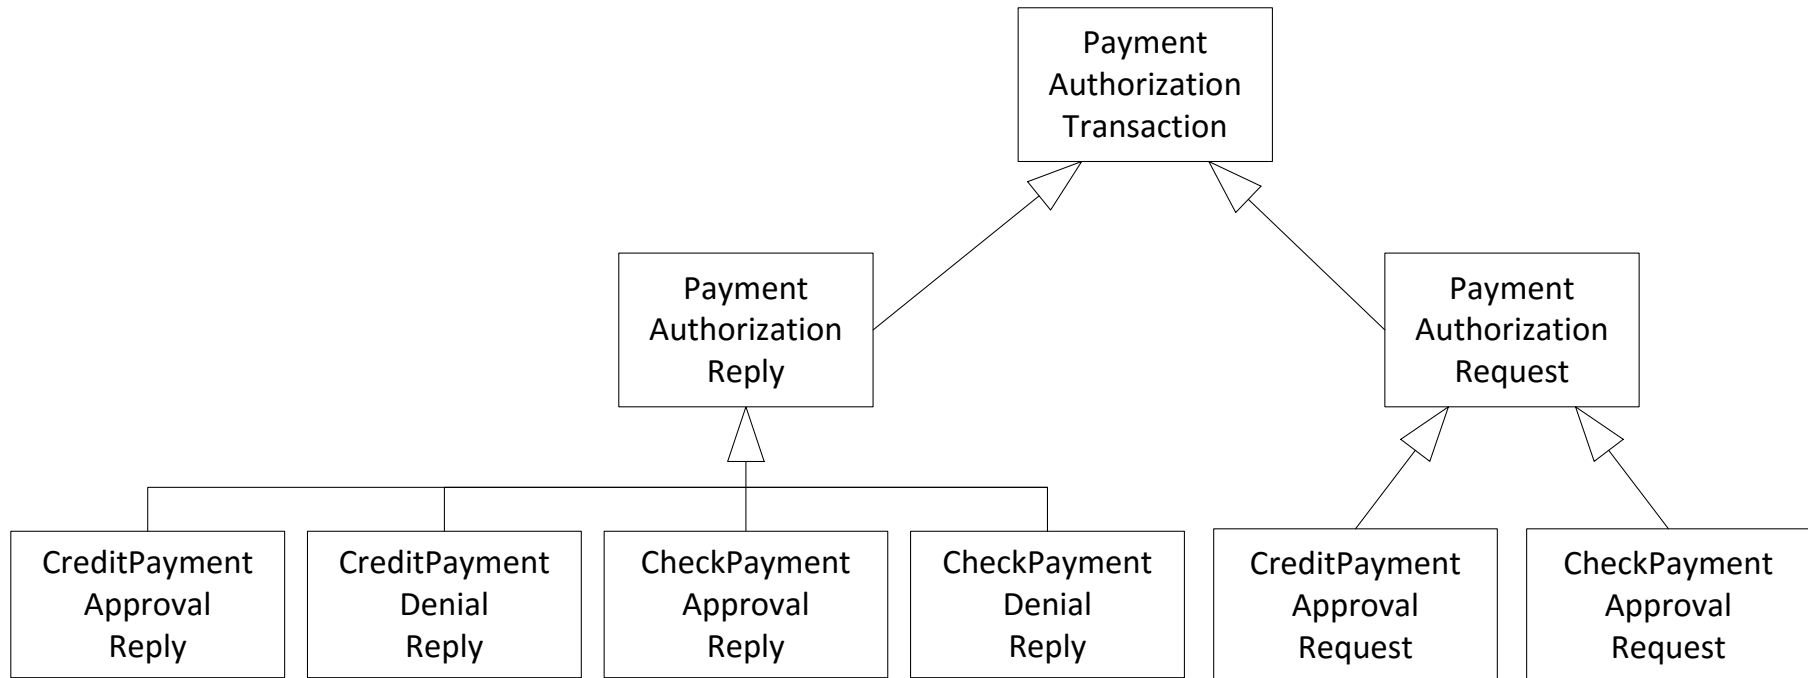 Payment
Authorization
Transaction
Payment
Authorization
Reply
Payment
Authorization
Request
CreditPayment
Approval
Reply
CreditPayment
Denial
Reply
CheckPayment
Approval
Reply
CheckPayment
Denial
Reply
CreditPayment
Approval
Request
CheckPayment
Approval
Request